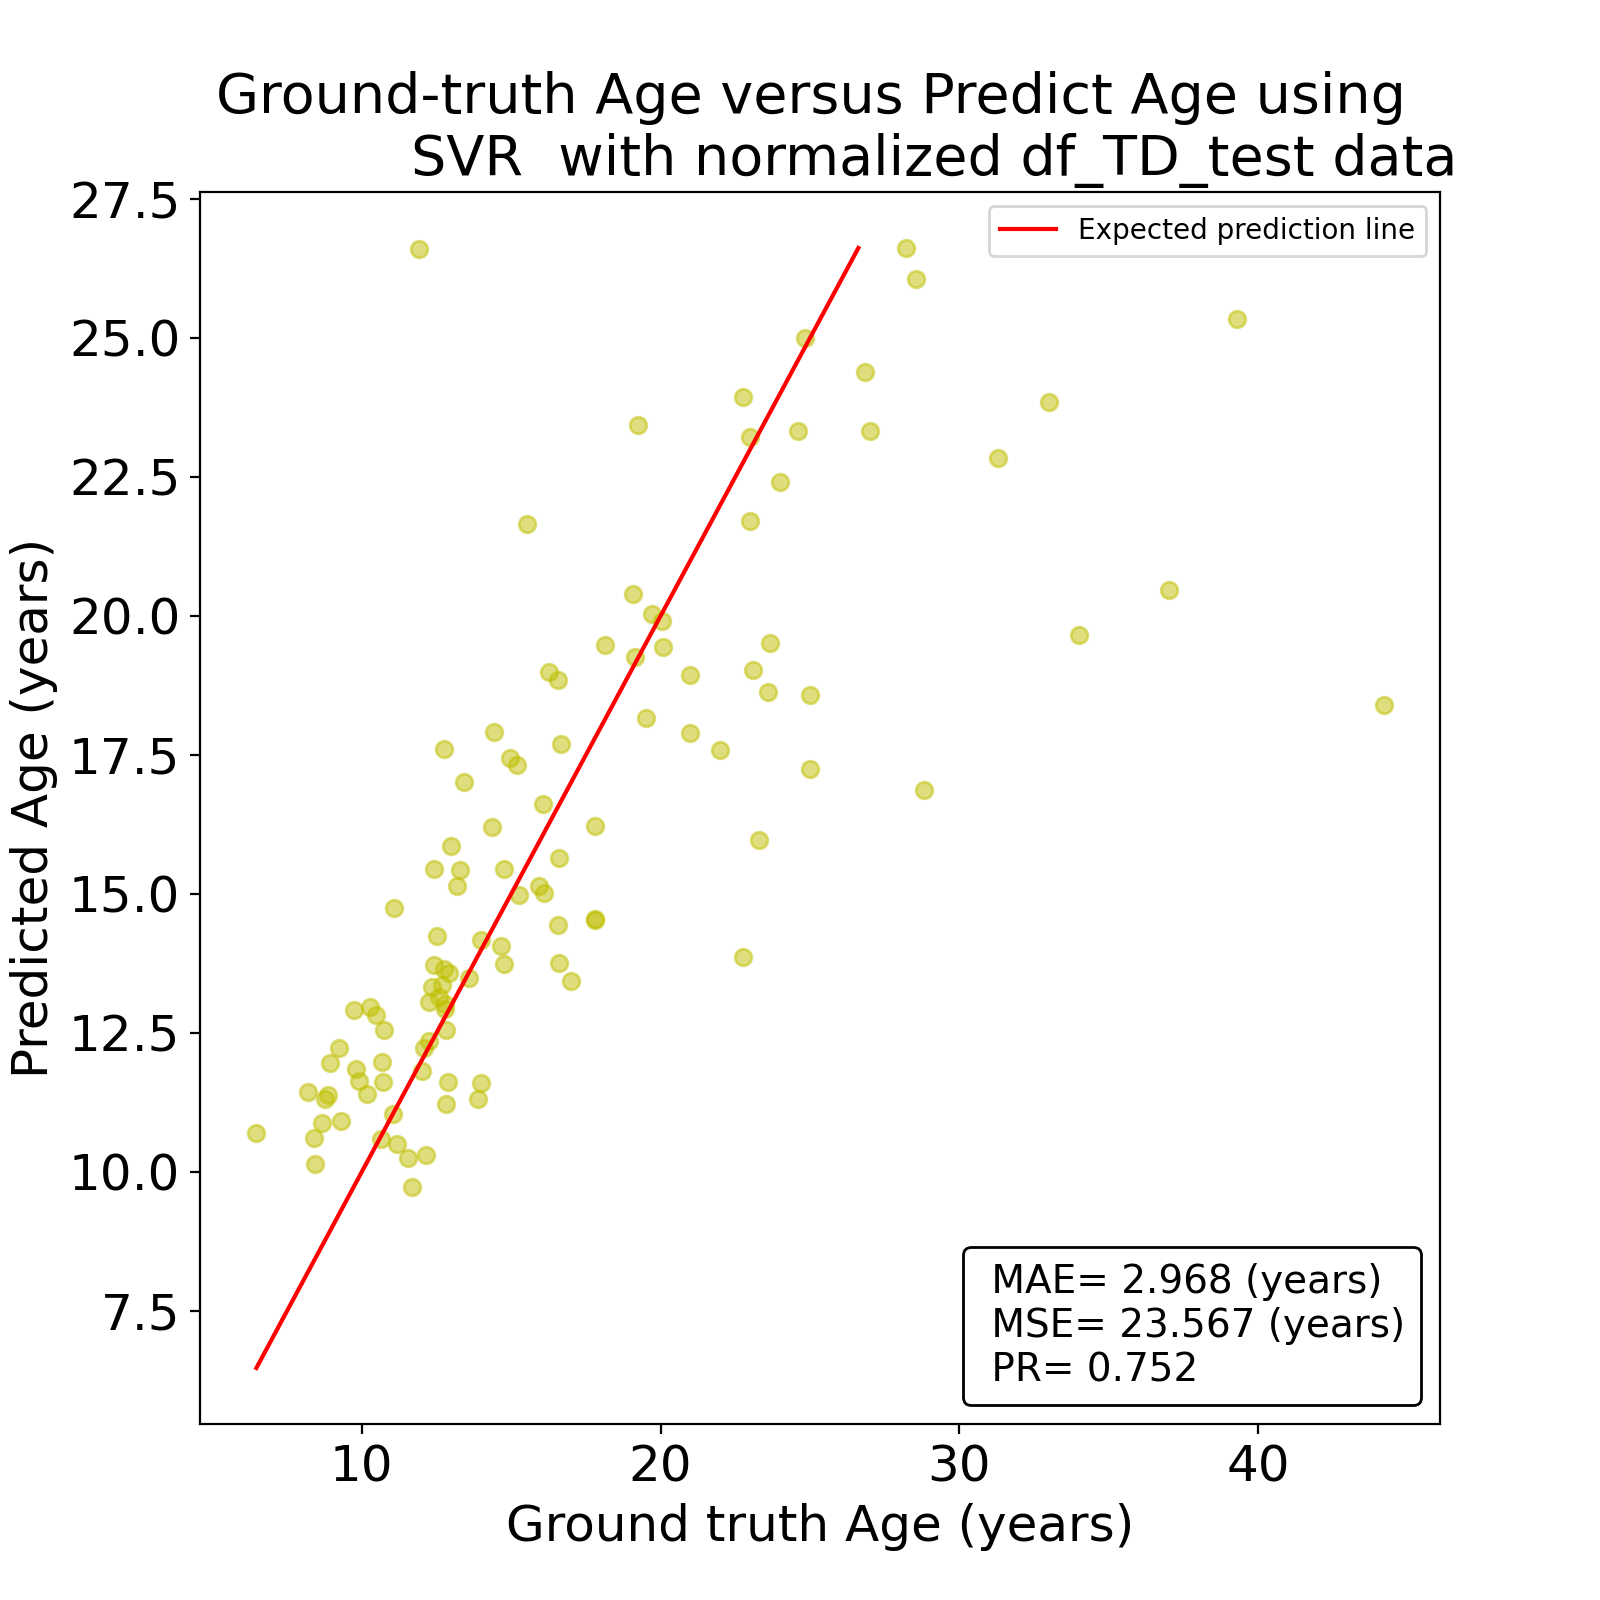 Ground-truth Age versus Predict Age using
SVR  with normalized df_TD_test data
27.5
25.0
22.5
20.0
17.5
15.0
12.5
10.0
7.5
Predicted Age (years)
Expected prediction line
MAE= 2.968 (years)
MSE= 23.567 (years)
PR= 0.752
10 20 30 40
Ground truth Age (years)